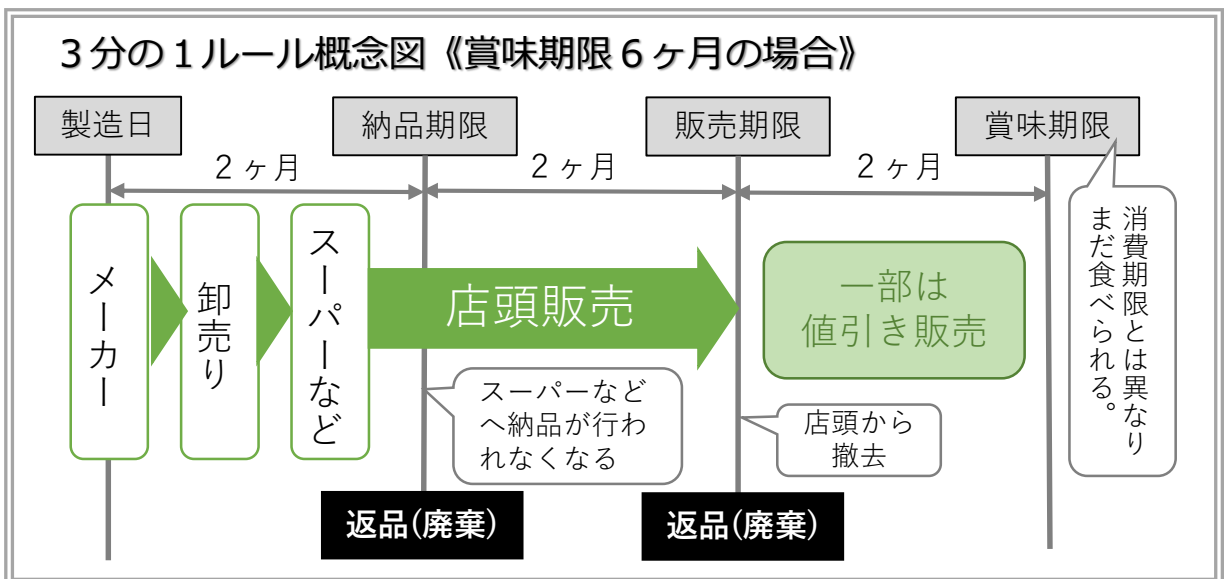 ３分の１ルール概念図《賞味期限６ヶ月の場合》
製造日
納品期限
販売期限
賞味期限
２ヶ月
２ヶ月
２ヶ月
メーカー
卸売り
スーパーなど
店頭販売
一部は
値引き販売
消費期限とは異なり
まだ食べられる。
スーパーなど
へ納品が行わ
れなくなる
店頭から
撤去
返品(廃棄)
返品(廃棄)